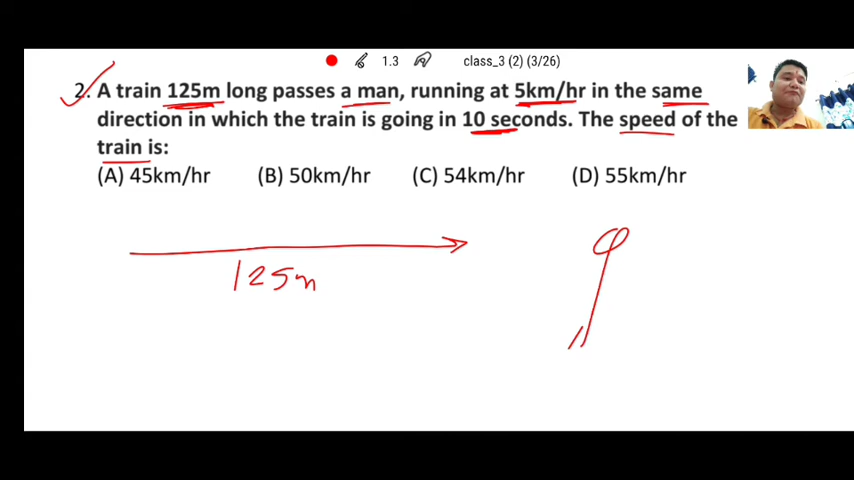 1.3 class_3 (2) (3/26)
2. A train 125m long passes a man, running at 5km/hr in the same
direction in which the train is going in 10 seconds. The speed of the
train is:
(A) 45km/hr (B) 50km/hr (C) 54km/hr (D) 55km/hr
125m